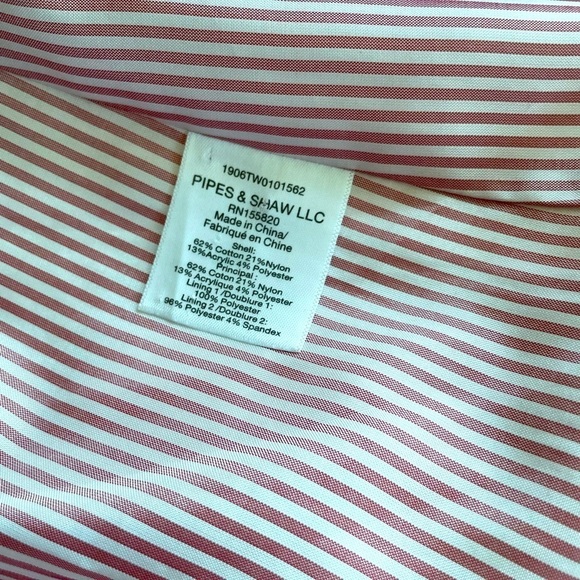 1906TW0101562
PIPES & SHAW LLC
RN155820
Made in China/
Fabriqué en Chine
Shell:
62% Cotton 21%Nylon
13%Acrylic 4% Polyester
Principal :
62% Coton 21% Nylon
13% Acrylique 4% Polyester
Lining 1 /Doublure 1:
100% Polyester
Lining 2 /Doublure 2:
96% Polyester 4% Spandex